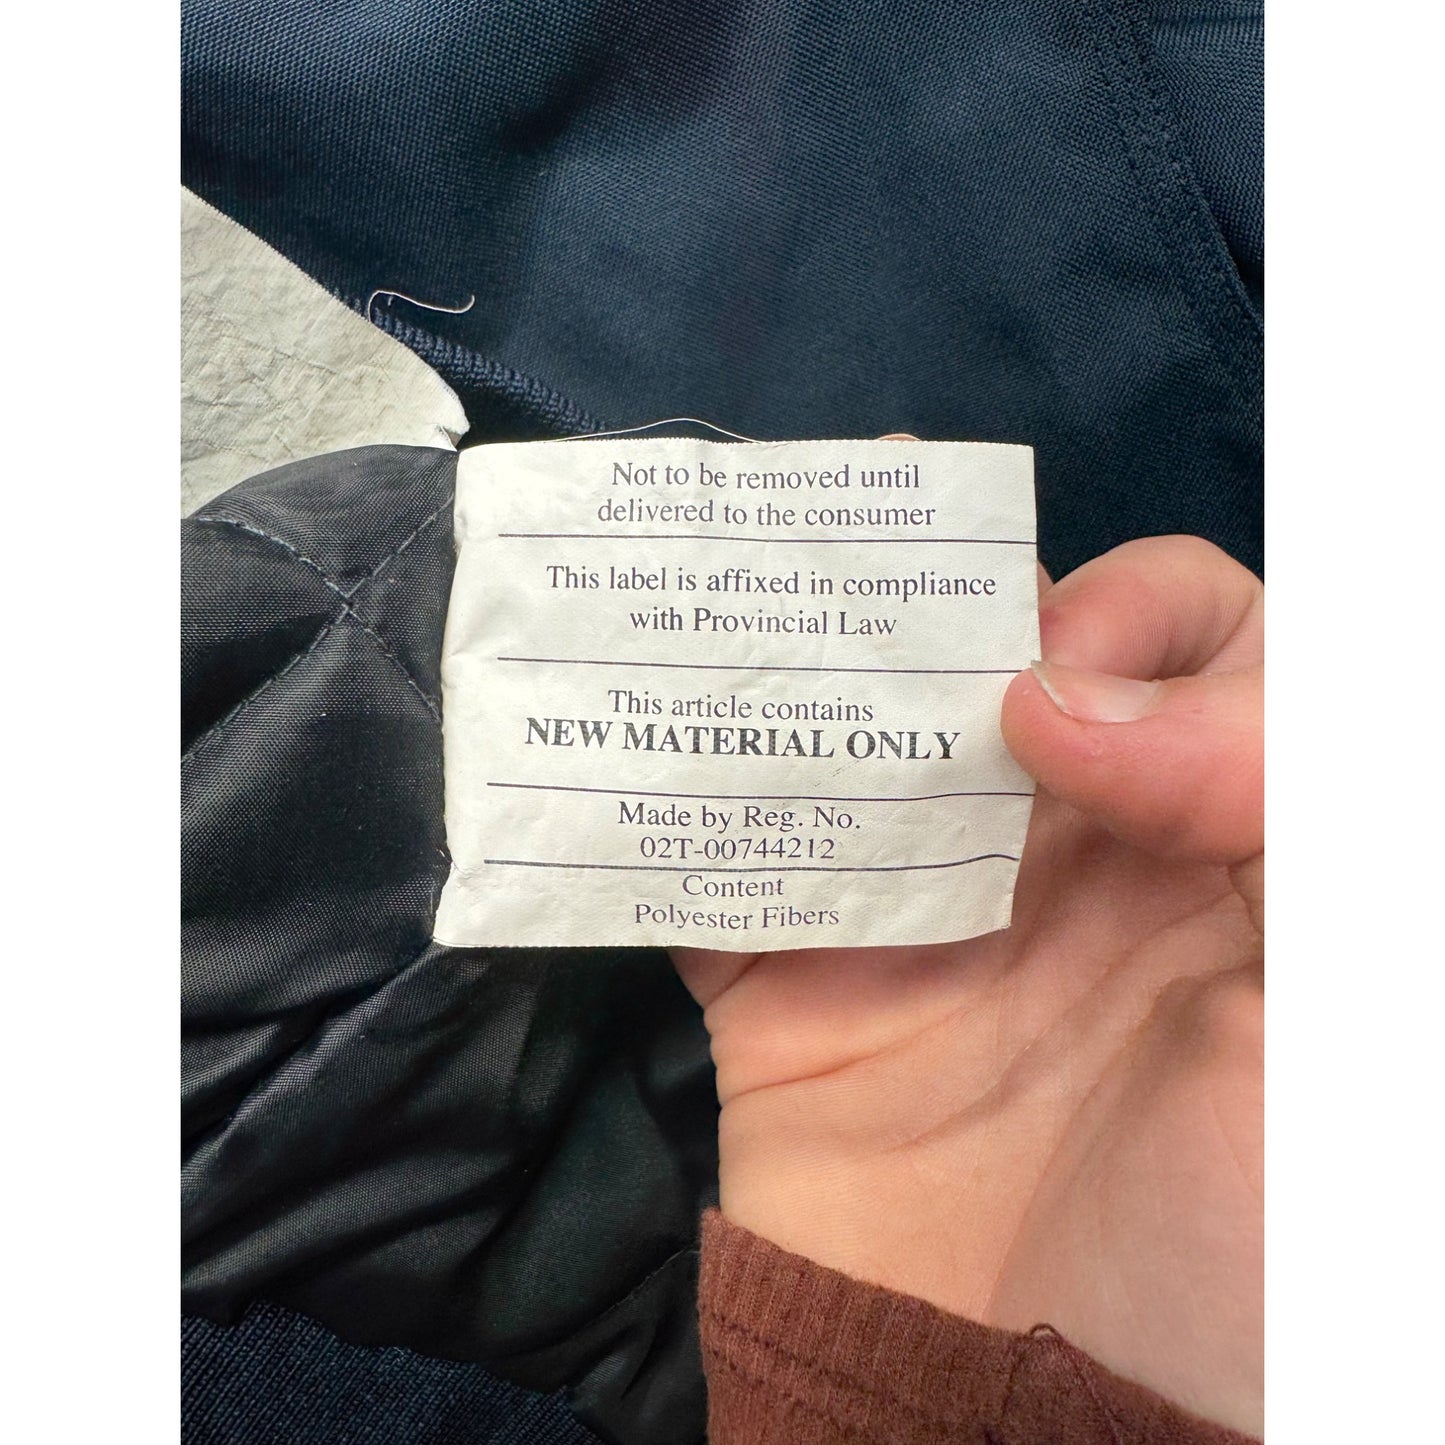 Not to be removed until
delivered to the consumer
This label is affixed in compliance
with Provincial Law
This article contains
NEW MATERIAL ONLY
Made by Reg. No.
02T-00744212
Content
Polyester Fibers